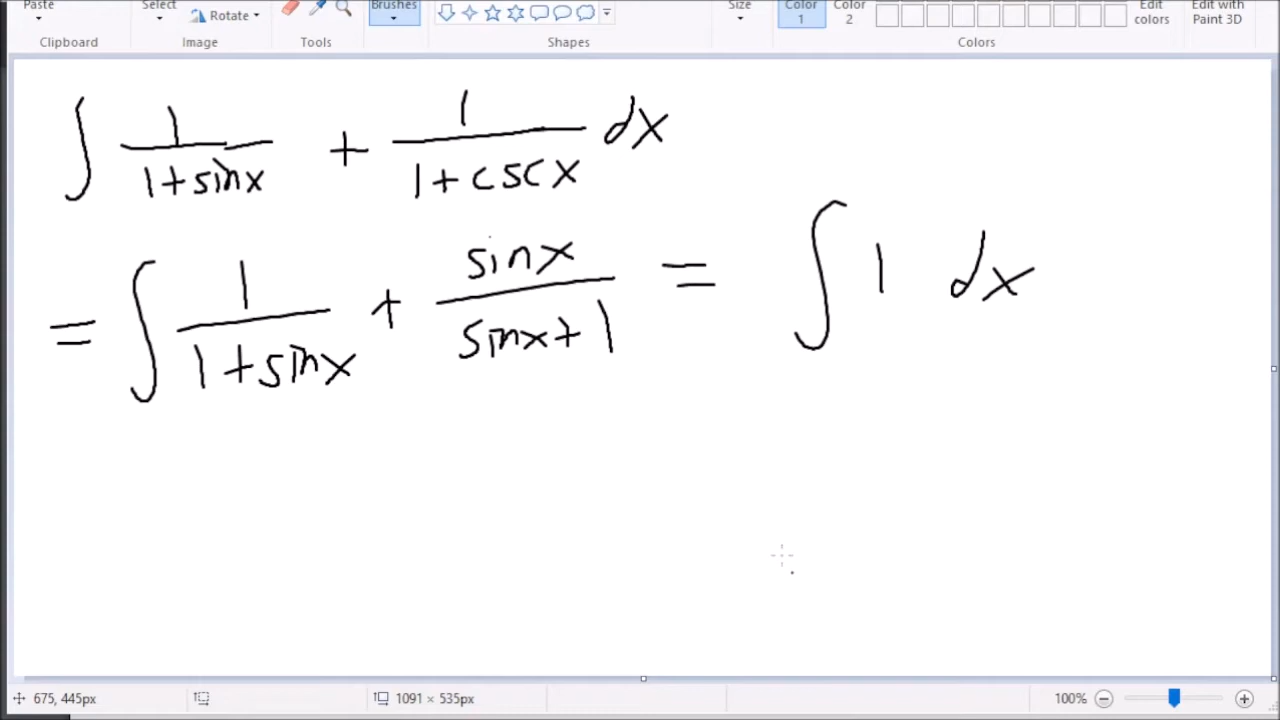 Paste Select Rotate Brushes Size Color 1 Color 2 Edit colors Edit with Paint 3D
Clipboard Image Tools Shapes Colors
∫ 1/(1+sinx) + 1/(1+cscx) dx
= ∫ 1/(1+sinx) + sinx/(sinx+1) = ∫ 1 dx
675, 445px 1091 × 535px 100%